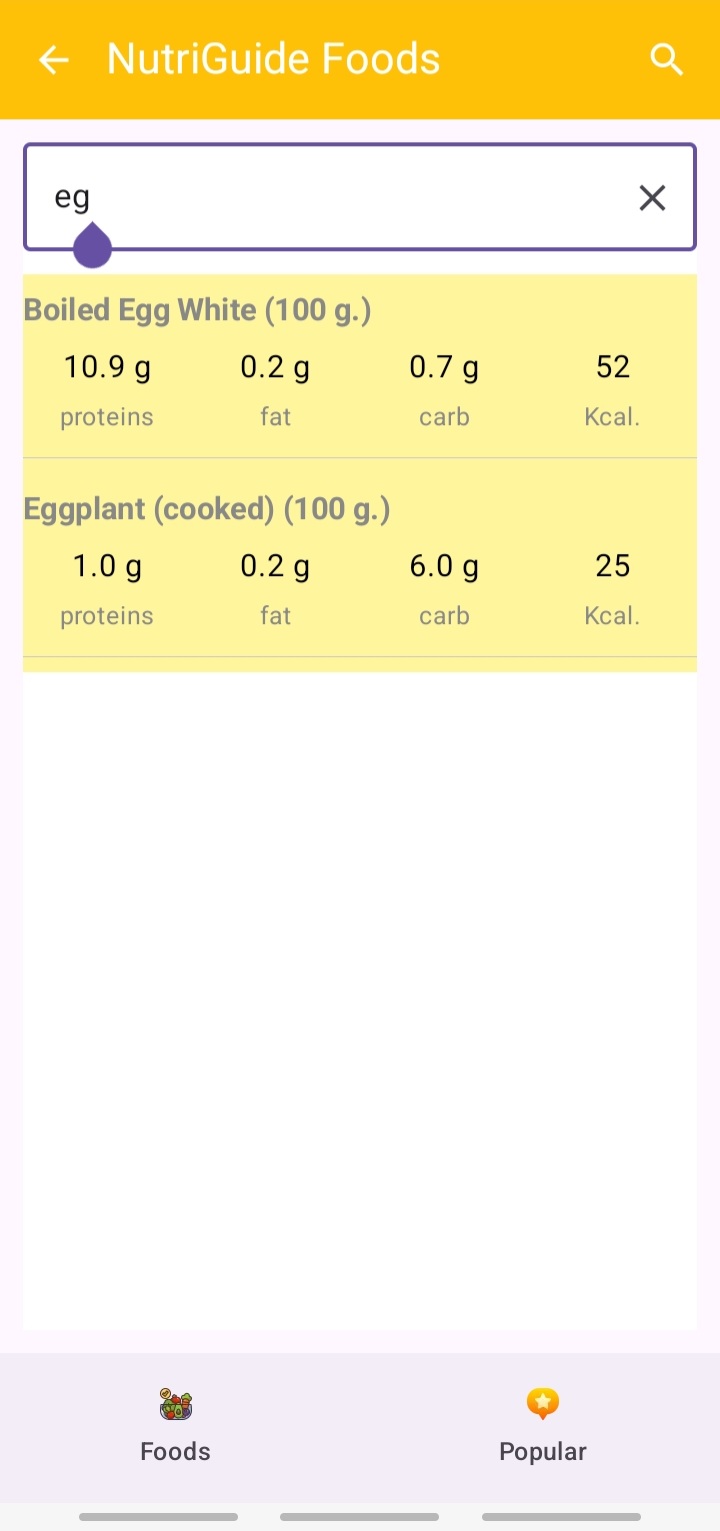 NutriGuide Foods
eg
Boiled Egg White (100 g.)
10.9 g 0.2 g 0.7 g 52
proteins fat carb Kcal.
Eggplant (cooked) (100 g.)
1.0 g 0.2 g 6.0 g 25
proteins fat carb Kcal.
Foods Popular